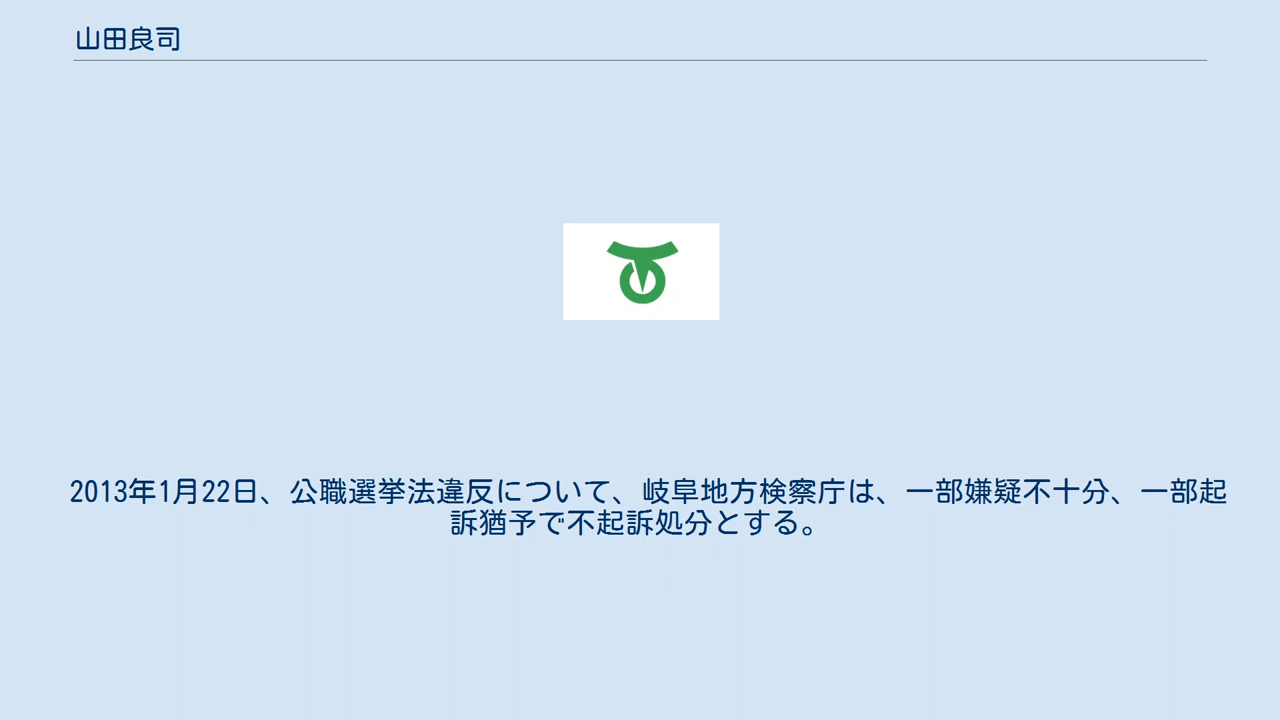 山田良司
2013年1月22日、公職選挙法違反について、岐阜地方検察庁は、一部嫌疑不十分、一部起
訴猶予で不起訴処分とする。